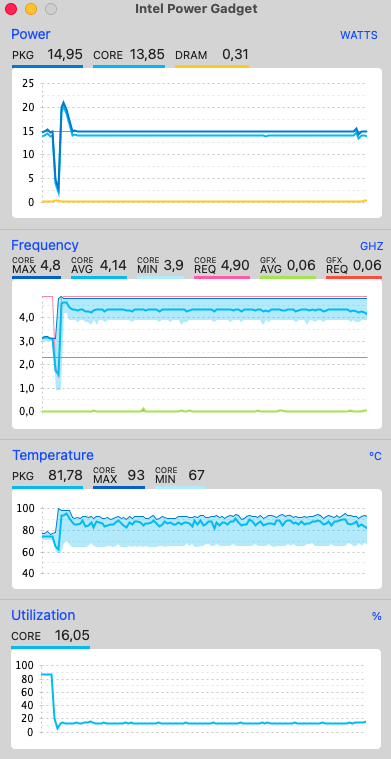 Intel Power Gadget
Power WATTS
PKG 14,95 CORE 13,85 DRAM 0,31
25
20
15
10
5
0
Frequency GHZ
CORE MAX 4,8 CORE AVG 4,14 CORE MIN 3,9 CORE REQ 4,90 GFX AVG 0,06 GFX REQ 0,06
4,0
3,0
2,0
1,0
0,0
Temperature °C
PKG 81,78 CORE MAX 93 CORE MIN 67
100
80
60
40
Utilization %
CORE 16,05
100
80
60
40
20
0